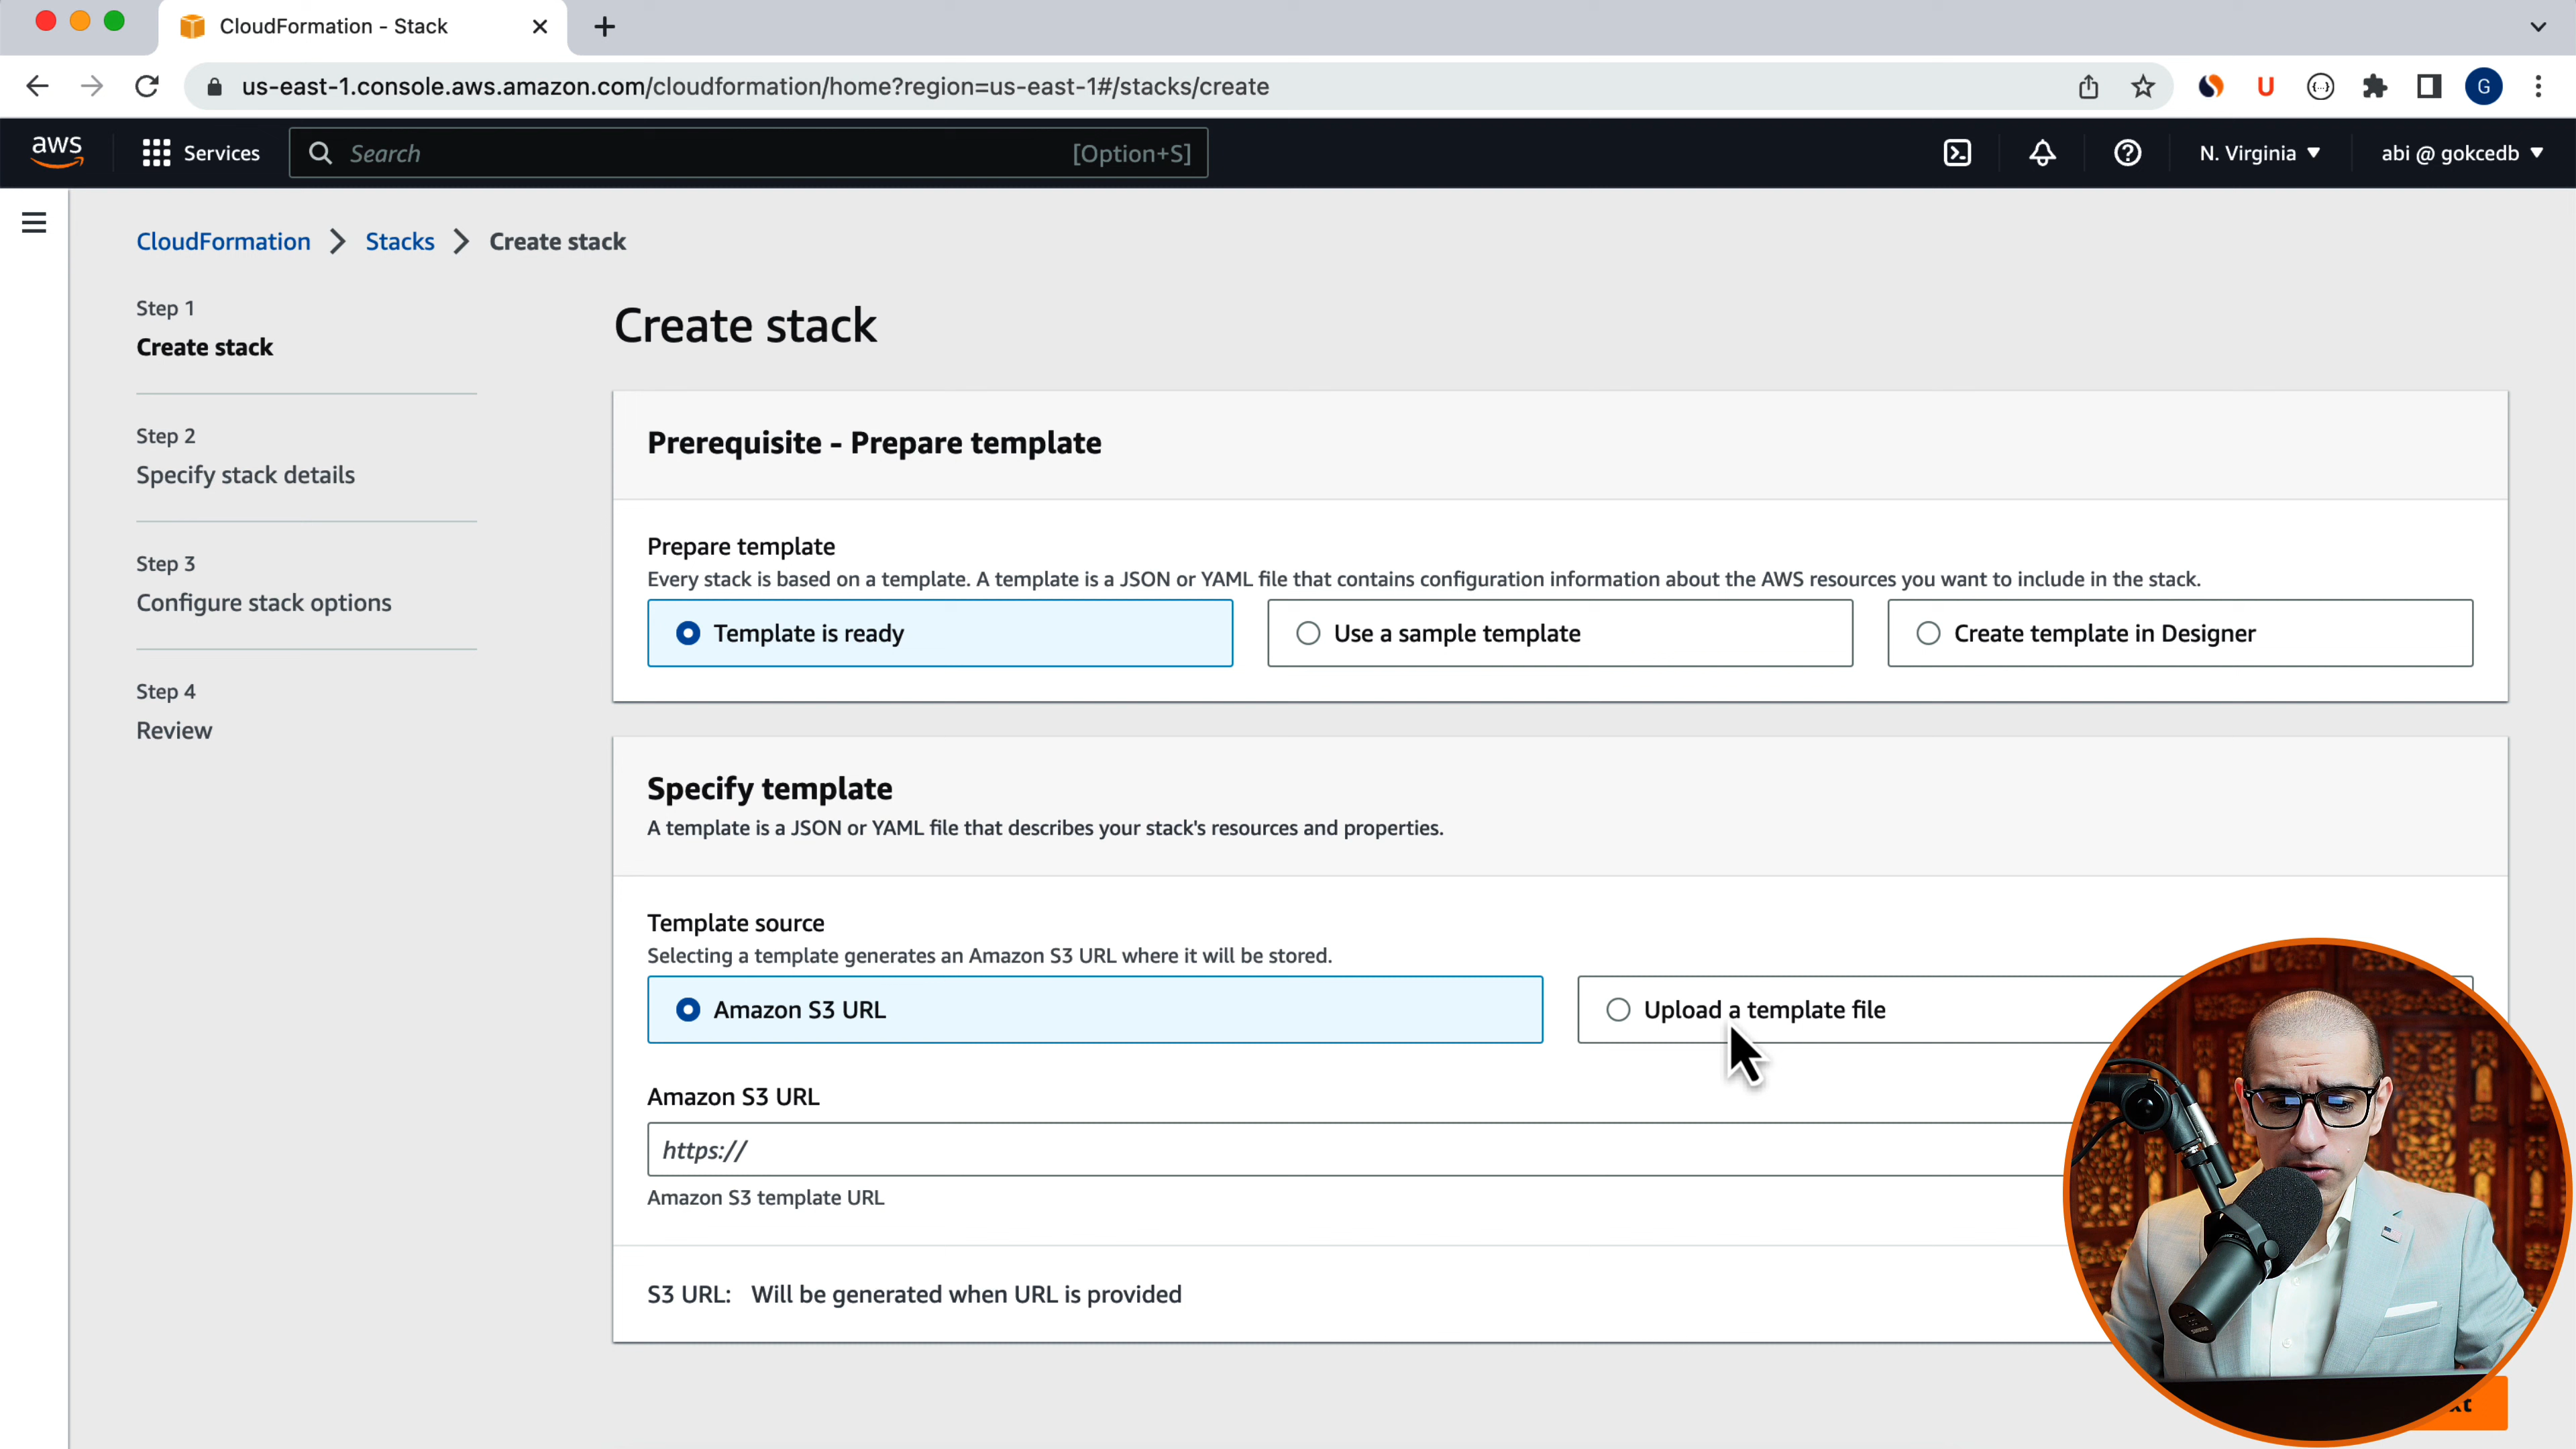 CloudFormation - Stack
us-east-1.console.aws.amazon.com/cloudformation/home?region=us-east-1#/stacks/create
U
{...}
G
aws
Services
Search
[Option+S]
N. Virginia
abi @ gokcedb
CloudFormation
Stacks
Create stack
Step 1
Create stack
Step 2
Specify stack details
Step 3
Configure stack options
Step 4
Review
Create stack
Prerequisite - Prepare template
Prepare template
Every stack is based on a template. A template is a JSON or YAML file that contains configuration information about the AWS resources you want to include in the stack.
Template is ready
Use a sample template
Create template in Designer
Specify template
A template is a JSON or YAML file that describes your stack's resources and properties.
Template source
Selecting a template generates an Amazon S3 URL where it will be stored.
Amazon S3 URL
Upload a template file
Amazon S3 URL
https://
Amazon S3 template URL
S3 URL: Will be generated when URL is provided